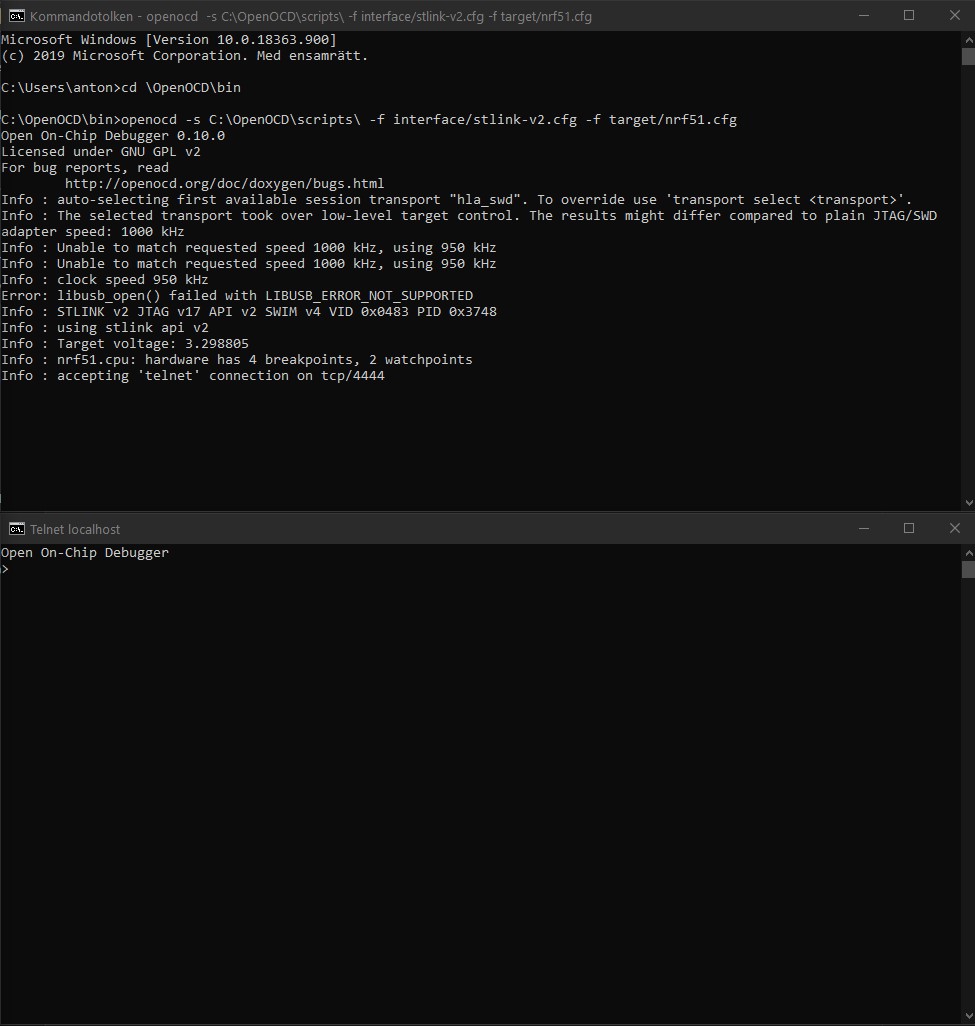 Kommandotolken - openocd  -s C:\OpenOCD\scripts\ -f interface/stlink-v2.cfg -f target/nrf51.cfg
Microsoft Windows [Version 10.0.18363.900]
(c) 2019 Microsoft Corporation. Med ensamrätt.
C:\Users\anton>cd \OpenOCD\bin
C:\OpenOCD\bin>openocd -s C:\OpenOCD\scripts\ -f interface/stlink-v2.cfg -f target/nrf51.cfg
Open On-Chip Debugger 0.10.0
Licensed under GNU GPL v2
For bug reports, read
        http://openocd.org/doc/doxygen/bugs.html
Info : auto-selecting first available session transport "hla_swd". To override use 'transport select <transport>'.
Info : The selected transport took over low-level target control. The results might differ compared to plain JTAG/SWD
adapter speed: 1000 kHz
Info : Unable to match requested speed 1000 kHz, using 950 kHz
Info : Unable to match requested speed 1000 kHz, using 950 kHz
Info : clock speed 950 kHz
Error: libusb_open() failed with LIBUSB_ERROR_NOT_SUPPORTED
Info : STLINK v2 JTAG v17 API v2 SWIM v4 VID 0x0483 PID 0x3748
Info : using stlink api v2
Info : Target voltage: 3.298805
Info : nrf51.cpu: hardware has 4 breakpoints, 2 watchpoints
Info : accepting 'telnet' connection on tcp/4444
Telnet localhost
Open On-Chip Debugger
>